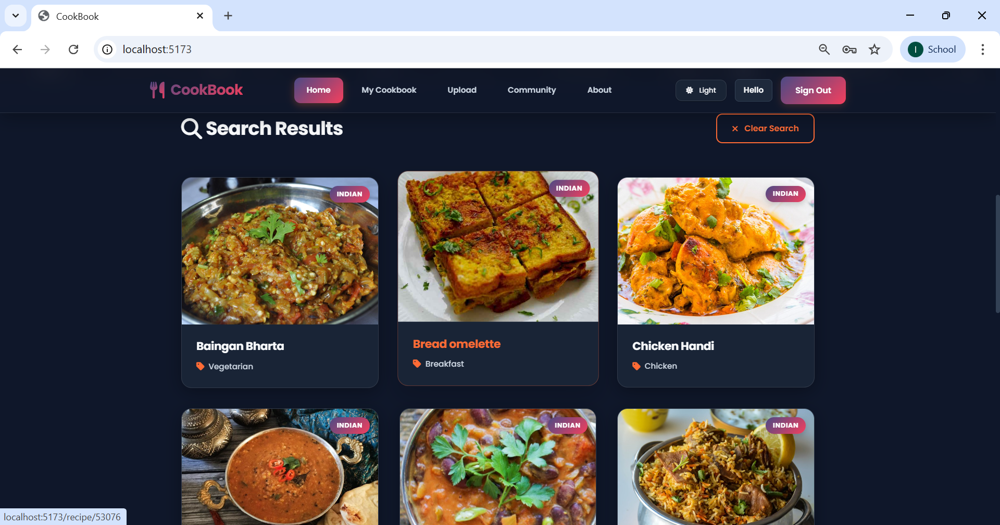 CookBook
localhost:5173
School
CookBook
Home
My Cookbook
Upload
Community
About
Light
Hello
Sign Out
Search Results
Clear Search
INDIAN
INDIAN
INDIAN
Baingan Bharta
Bread omelette
Chicken Handi
Vegetarian
Breakfast
Chicken
INDIAN
INDIAN
INDIAN
localhost:5173/recipe/53076